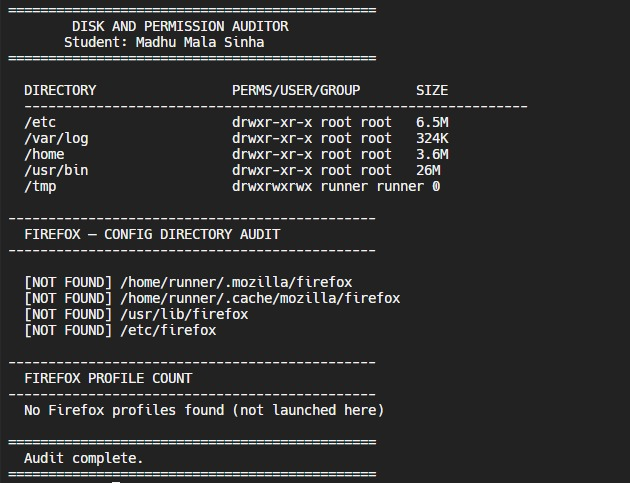 ==============================================
DISK AND PERMISSION AUDITOR
Student: Madhu Mala Sinha
==============================================
DIRECTORY PERMS/USER/GROUP SIZE
---------------------------------------------------------------
/etc drwxr-xr-x root root 6.5M
/var/log drwxr-xr-x root root 324K
/home drwxr-xr-x root root 3.6M
/usr/bin drwxr-xr-x root root 26M
/tmp drwxrwxrwx runner runner 0
----------------------------------------------
FIREFOX — CONFIG DIRECTORY AUDIT
----------------------------------------------
[NOT FOUND] /home/runner/.mozilla/firefox
[NOT FOUND] /home/runner/.cache/mozilla/firefox
[NOT FOUND] /usr/lib/firefox
[NOT FOUND] /etc/firefox
----------------------------------------------
FIREFOX PROFILE COUNT
----------------------------------------------
No Firefox profiles found (not launched here)
==============================================
Audit complete.
==============================================